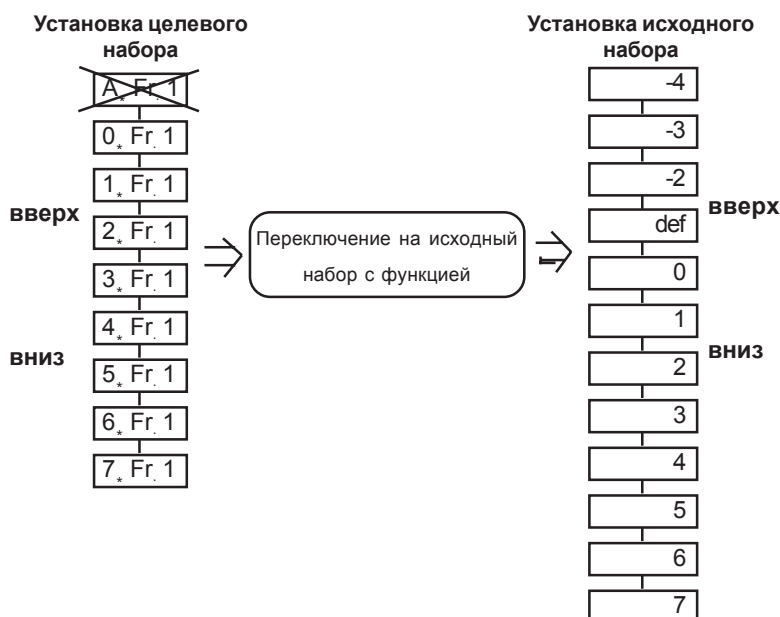 Установка целевого
набора
A* Fr. 1
0* Fr. 1
1* Fr. 1
вверх
2* Fr. 1
3* Fr. 1
4* Fr. 1
вниз
5* Fr. 1
6* Fr. 1
7* Fr. 1
Переключение на исходный
набор с функцией
Установка исходного
набора
-4
-3
-2
вверх
def
0
1
вниз
2
3
4
5
6
7